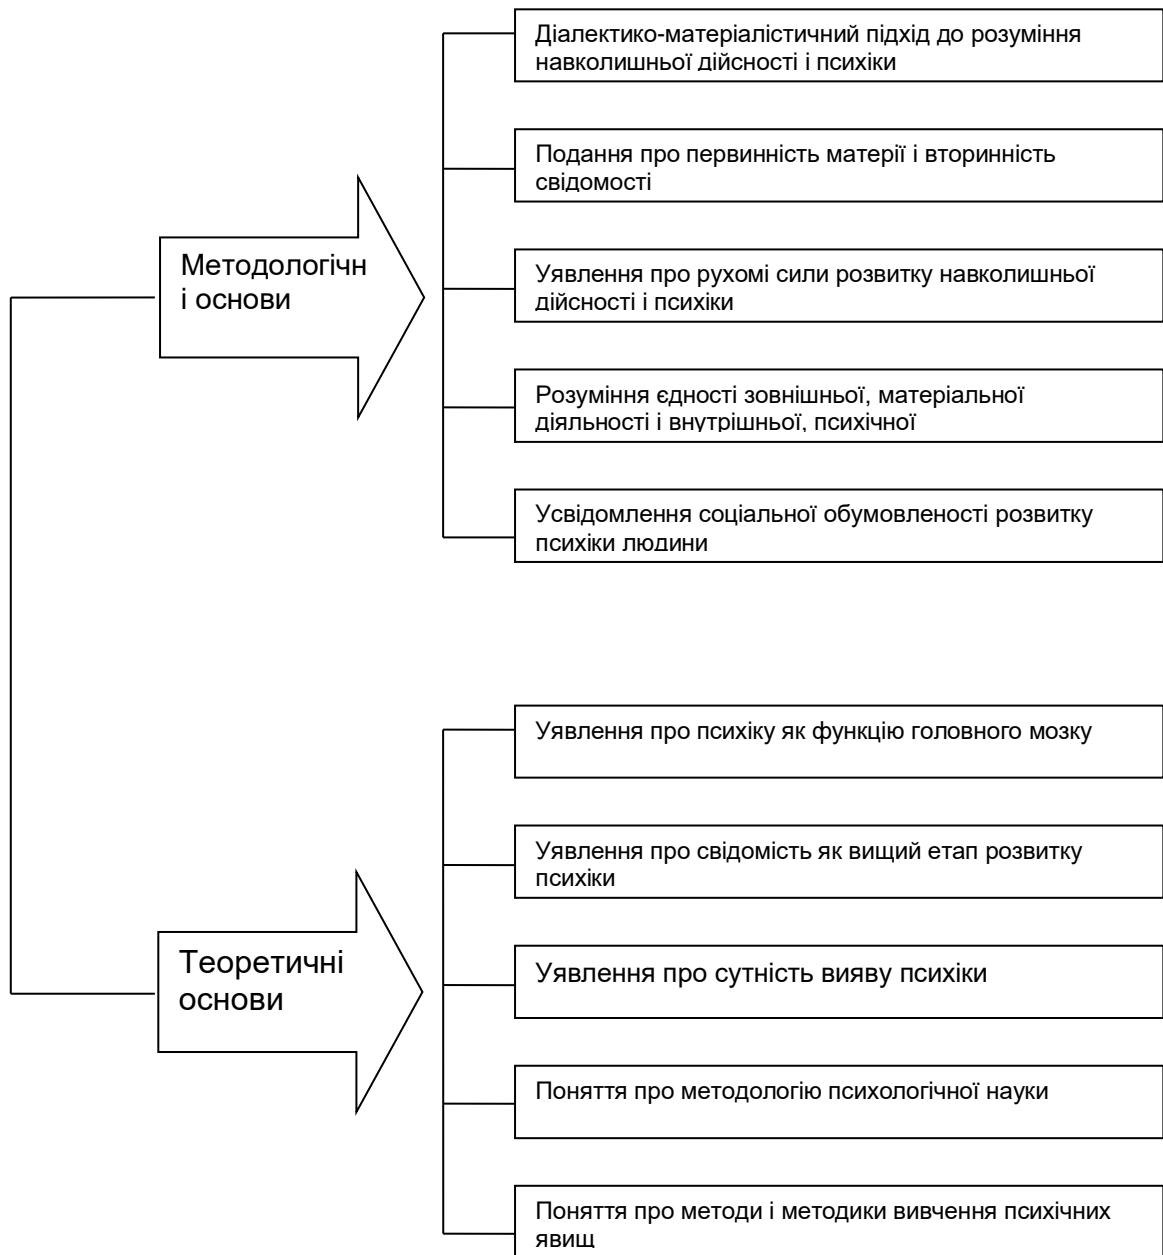 Діалектико-матеріалістичний підхід до розуміння
навколишньої дійсності і психіки
Подання про первинність матерії і вторинність
свідомості
Методологічн
і основи
Уявлення про рухомі сили розвитку навколишньої
дійсності і психіки
Розуміння єдності зовнішньої, матеріальної
діяльності і внутрішньої, психічної
Усвідомлення соціальної обумовленості розвитку
психіки людини
Уявлення про психіку як функцію головного мозку
Уявлення про свідомість як вищий етап розвитку
психіки
Теоретичні
основи
Уявлення про сутність вияву психіки
Поняття про методологію психологічної науки
Поняття про методи і методики вивчення психічних
явищ